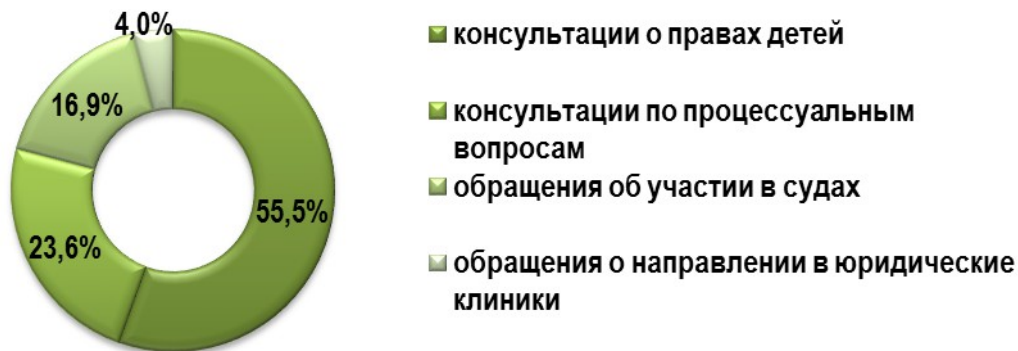 4,0%
16,9%
23,6%
55,5%
консультации о правах детей
консультации по процессуальным
вопросам
обращения об участии в судах
обращения о направлении в юридические
клиники